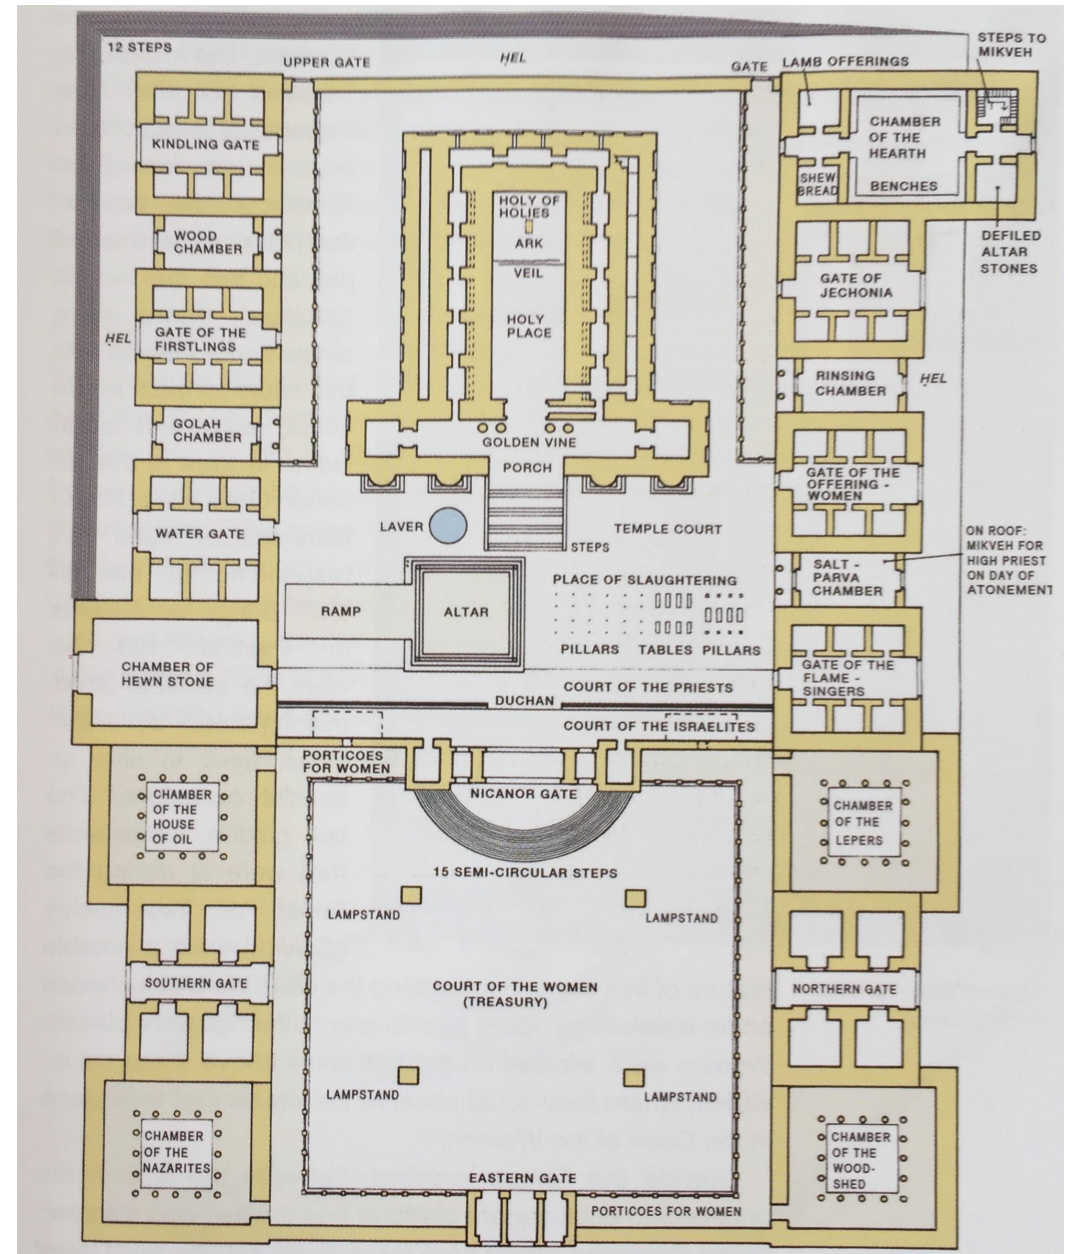 12 STEPS
UPPER GATE
ḤEL
GATE
LAMB OFFERINGS
STEPS TO
MIKVEH
KINDLING GATE
CHAMBER
OF THE
HEARTH
SHEW
BREAD
BENCHES
WOOD
CHAMBER
HOLY OF
HOLIES
ARK
VEIL
DEFILED
ALTAR
STONES
GATE OF
JECHONIA
ḤEL
GATE OF THE
FIRSTLINGS
HOLY
PLACE
RINSING
CHAMBER
ḤEL
GOLAH
CHAMBER
GOLDEN VINE
PORCH
GATE OF THE
OFFERING -
WOMEN
WATER GATE
LAVER
STEPS
TEMPLE COURT
ON ROOF:
MIKVEH FOR
HIGH PRIEST
ON DAY OF
ATONEMENT
SALT -
PARVA
CHAMBER
PLACE OF SLAUGHTERING
RAMP
ALTAR
PILLARS
TABLES
PILLARS
CHAMBER OF
HEWN STONE
GATE OF THE
FLAME -
SINGERS
COURT OF THE PRIESTS
DUCHAN
COURT OF THE ISRAELITES
PORTICOES
FOR WOMEN
NICANOR GATE
CHAMBER
OF THE
HOUSE
OF OIL
CHAMBER
OF THE
LEPERS
15 SEMI-CIRCULAR STEPS
LAMPSTAND
LAMPSTAND
SOUTHERN GATE
COURT OF THE WOMEN
(TREASURY)
NORTHERN GATE
LAMPSTAND
LAMPSTAND
CHAMBER
OF THE
NAZARITES
CHAMBER
OF THE
WOOD-
SHED
EASTERN GATE
PORTICOES FOR WOMEN